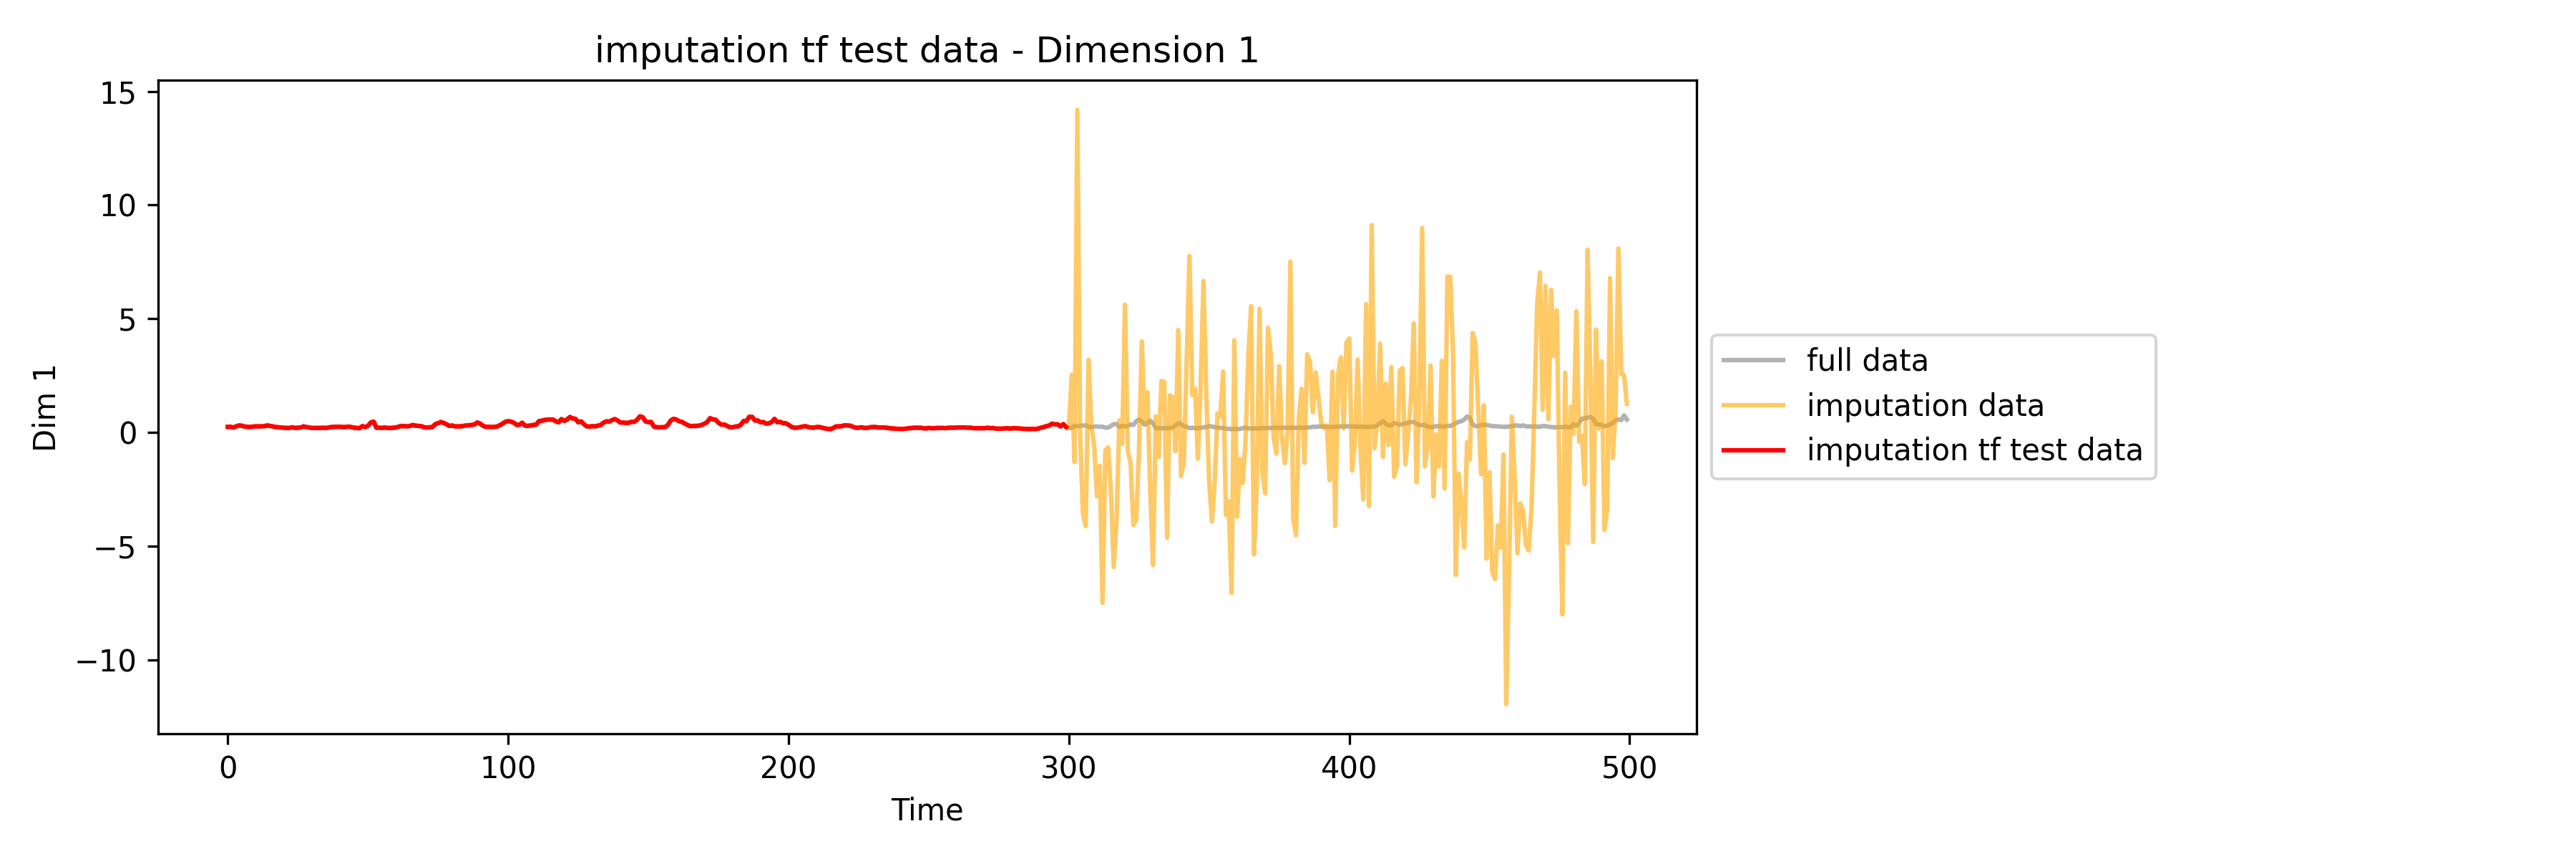 imputation tf test data - Dimension 1
15
10
5
0
−5
−10
Dim 1
0 100 200 300 400 500
Time
full data
imputation data
imputation tf test data